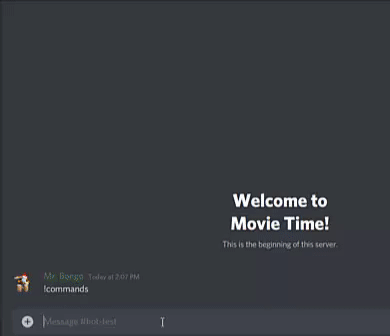 Welcome to
Movie Time!
This is the beginning of this server.
Mr. Today at 2:07 PM
!commands
Message #bot-test